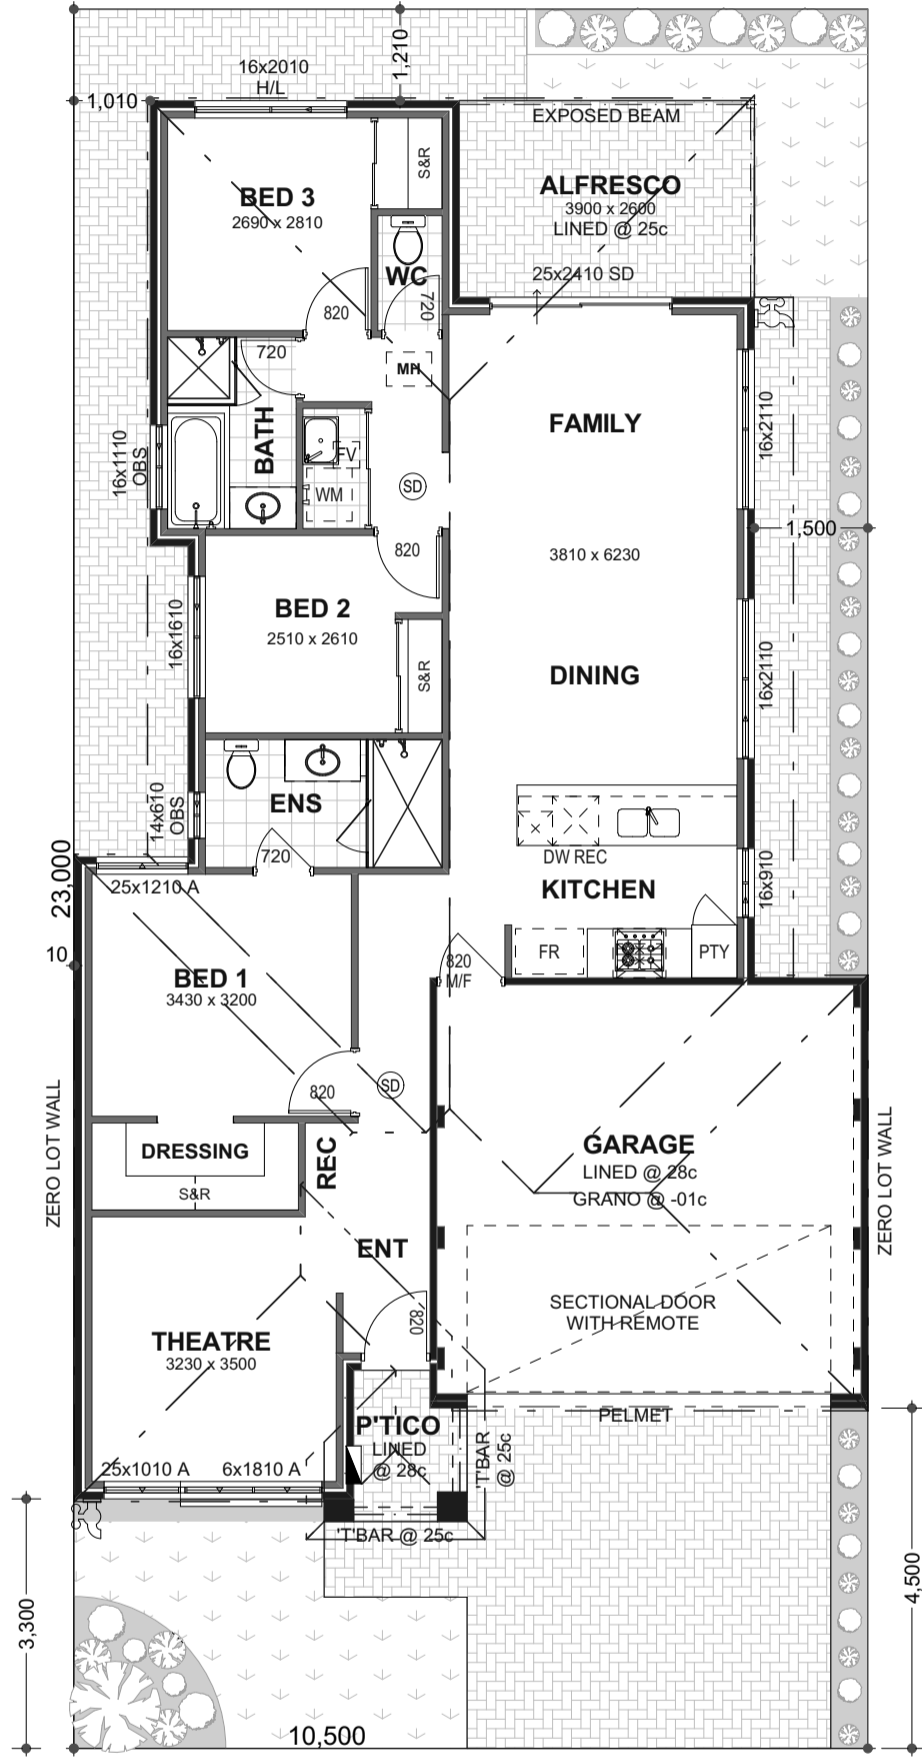 1,210
16x2010
H/L
1,010
EXPOSED BEAM
BED 3
2690 x 2810
S&R
ALFRESCO
3900 x 2600
LINED @ 25c
WC
25x2410 SD
820
720
720
MH
BATH
FAMILY
16x2110
16x1110
OBS
FV
WM
SD
1,500
820
3810 x 6230
BED 2
2510 x 2610
16x1610
S&R
DINING
16x2110
ENS
14x610
OBS
720
DW REC
KITCHEN
16x910
23,000
25x1210 A
10
BED 1
3430 x 3200
820
M/F
FR
PTY
820
SD
ZERO LOT WALL
DRESSING
S&R
REC
GARAGE
LINED @ 28c
GRANO @ -01c
ZERO LOT WALL
ENT
SECTIONAL DOOR
WITH REMOTE
820
THEATRE
3230 x 3500
PELMET
P'TICO
LINED
@ 28c
'T'BAR
@ 25c
25x1010 A
6x1810 A
'T'BAR @ 25c
3,300
4,500
10,500